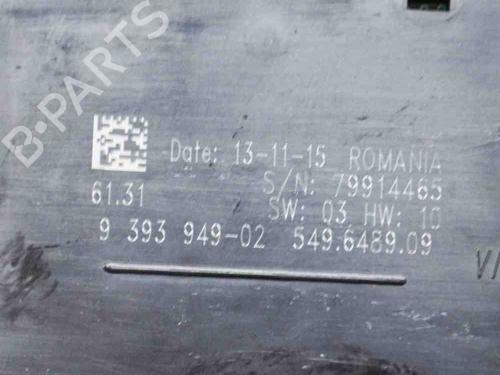 B-PARTS
Date: 13-11-15 ROMANIA
S/N: 79914465
61.31
SW: 03 HW: 10
9 393 949-02 549.6489.09